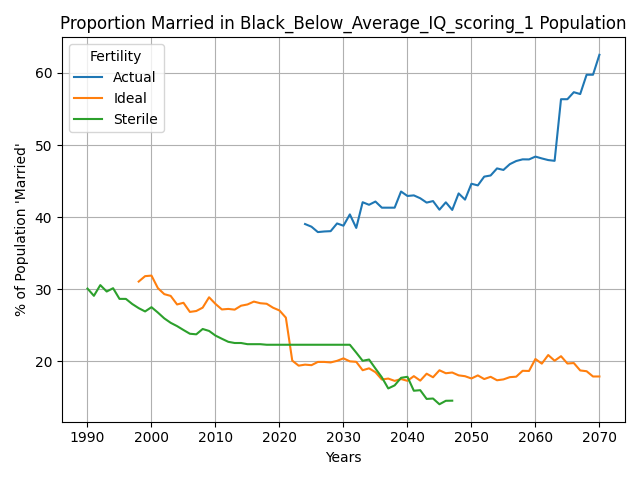 Proportion Married in Black_Below_Average_IQ_scoring_1 Population
Fertility
Actual
Ideal
Sterile
% of Population 'Married'
60
50
40
30
20
1990 2000 2010 2020 2030 2040 2050 2060 2070
Years